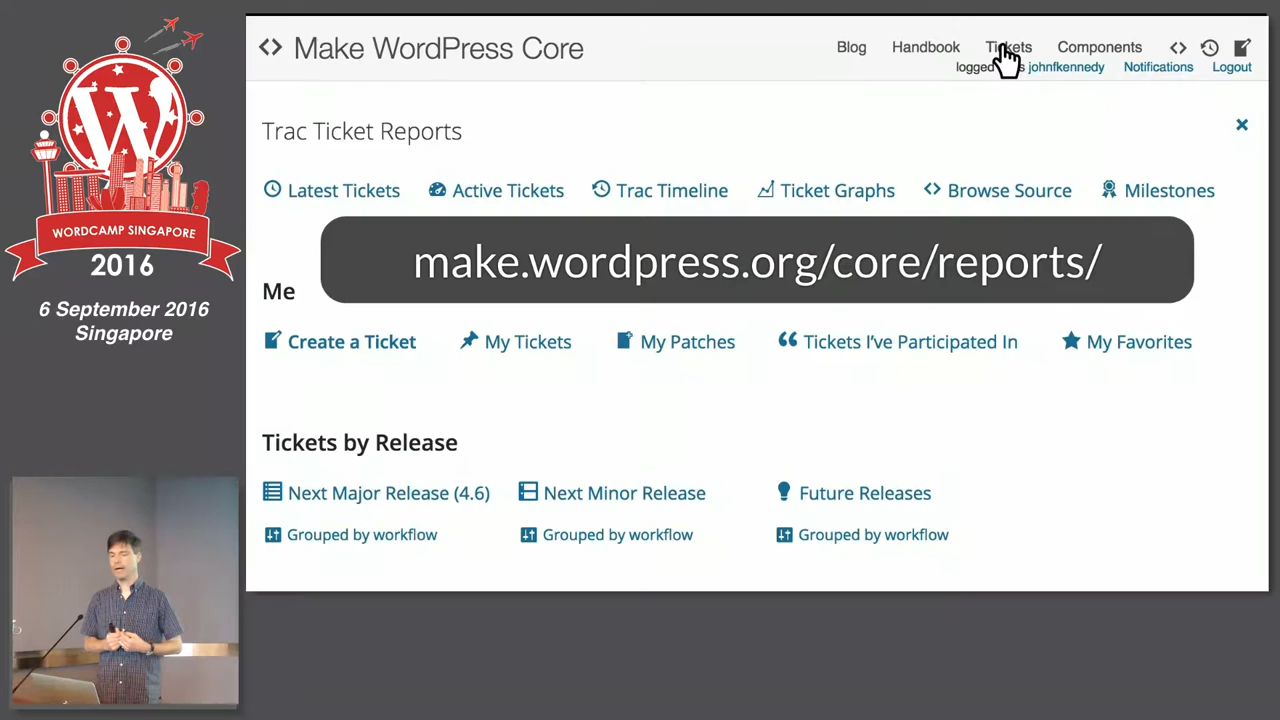 WORDCAMP SINGAPORE
2016
6 September 2016
Singapore
Make WordPress Core
Blog Handbook Tickets Components
logged johnfkennedy Notifications Logout
Trac Ticket Reports
Latest Tickets Active Tickets Trac Timeline Ticket Graphs Browse Source Milestones
make.wordpress.org/core/reports/
Me
Create a Ticket My Tickets My Patches Tickets I've Participated In My Favorites
Tickets by Release
Next Major Release (4.6) Next Minor Release Future Releases
Grouped by workflow Grouped by workflow Grouped by workflow